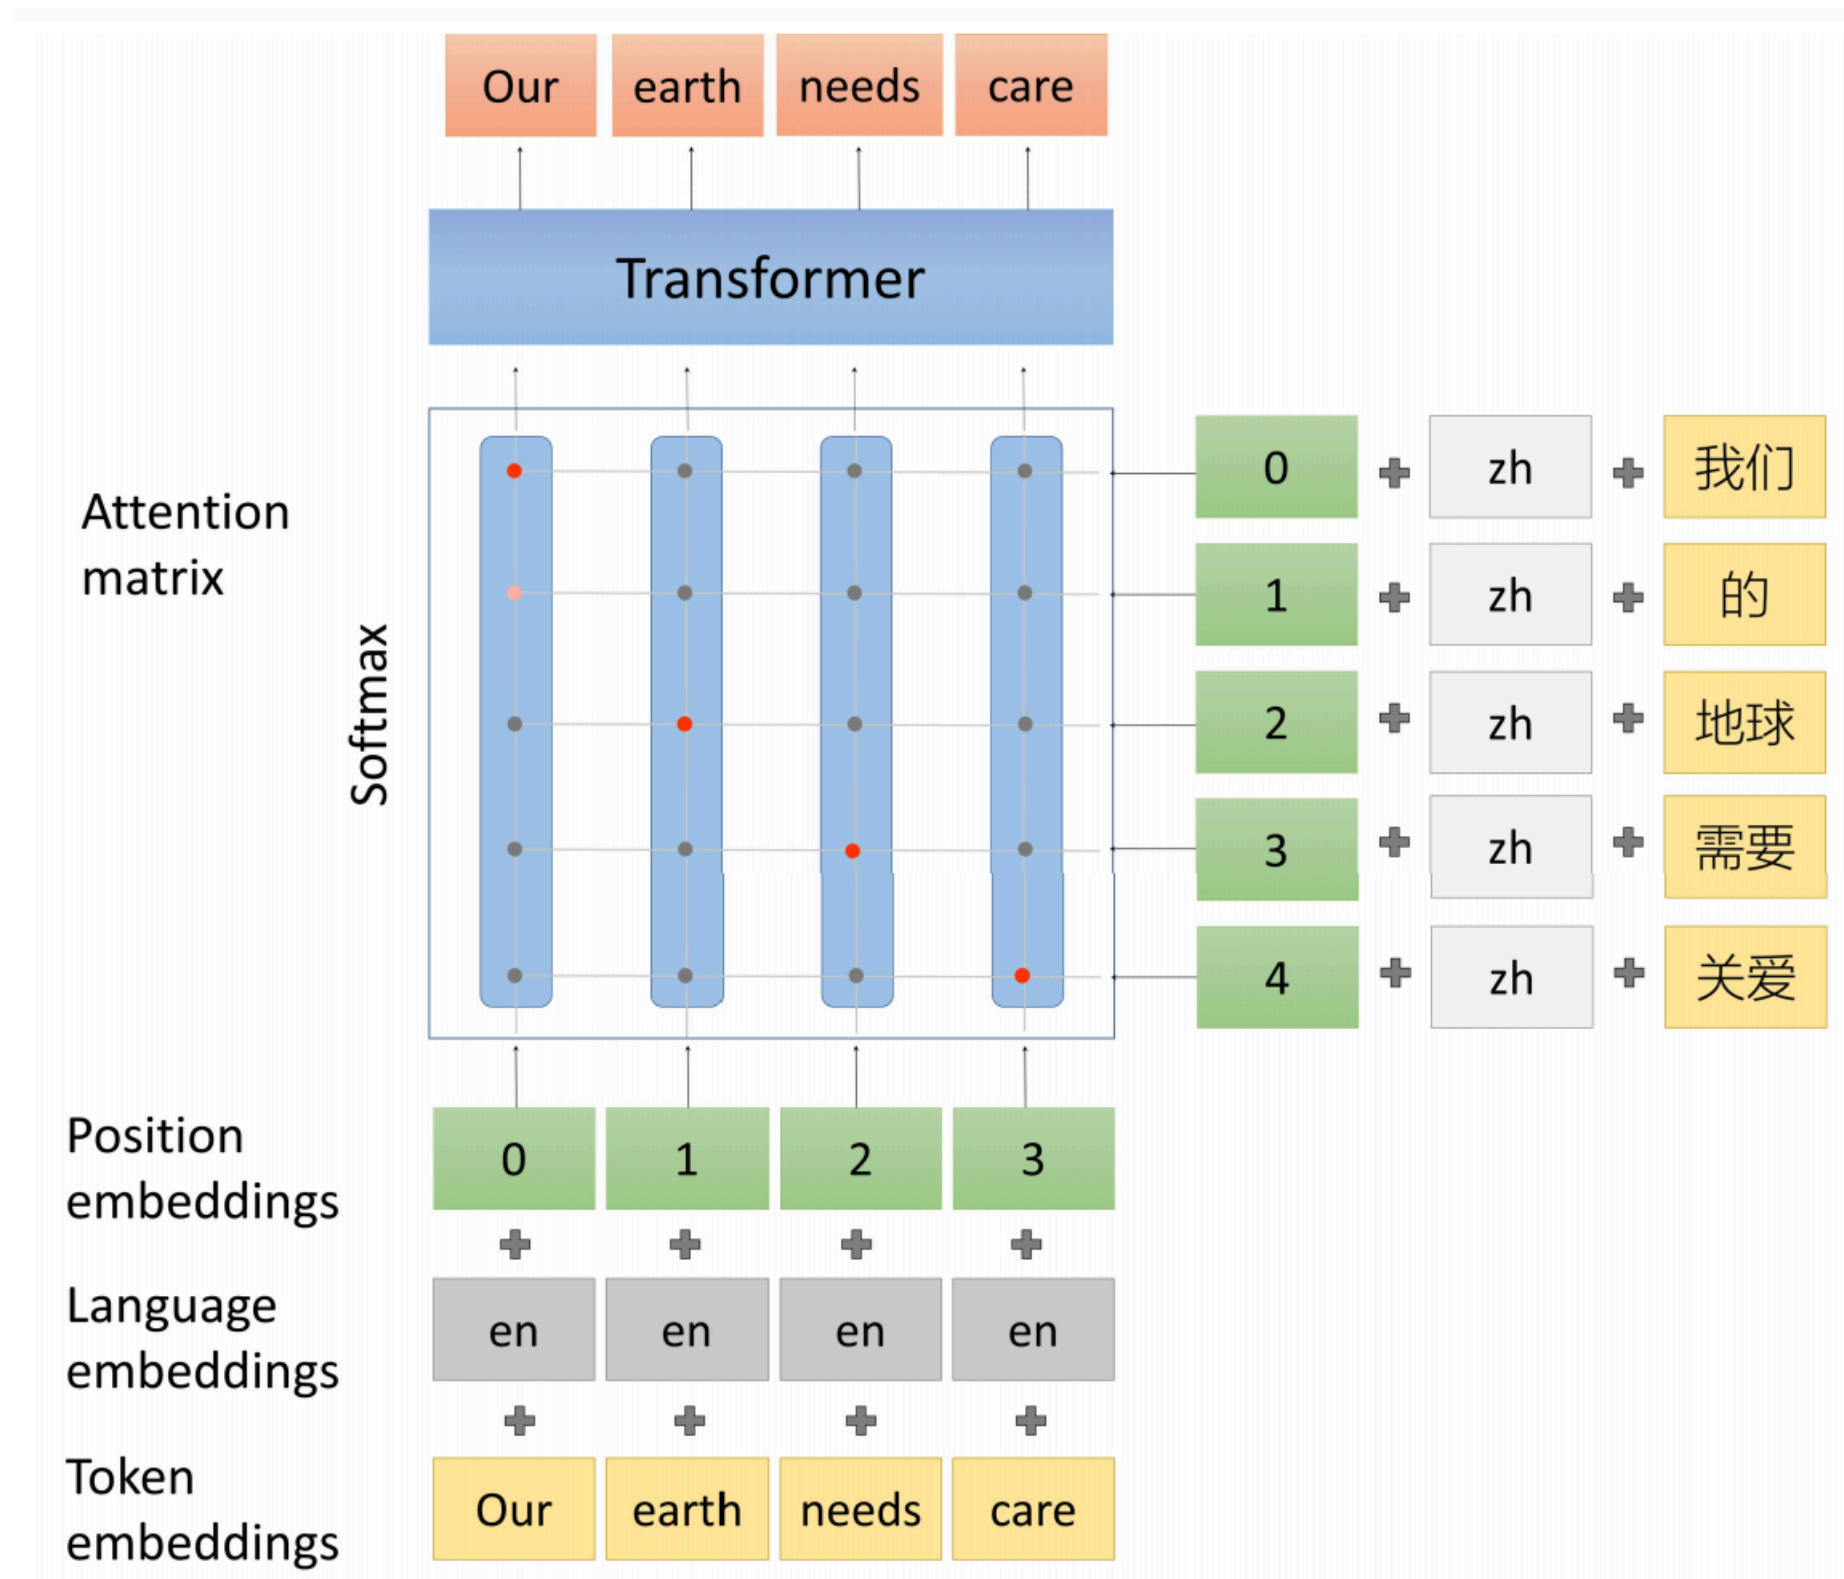 Our earth needs care
Transformer
Attention
matrix
Softmax
0 zh 我们
1 zh 的
2 zh 地球
3 zh 需要
4 zh 关爱
Position
embeddings
0 1 2 3
Language
embeddings
en en en en
Token
embeddings
Our earth needs care